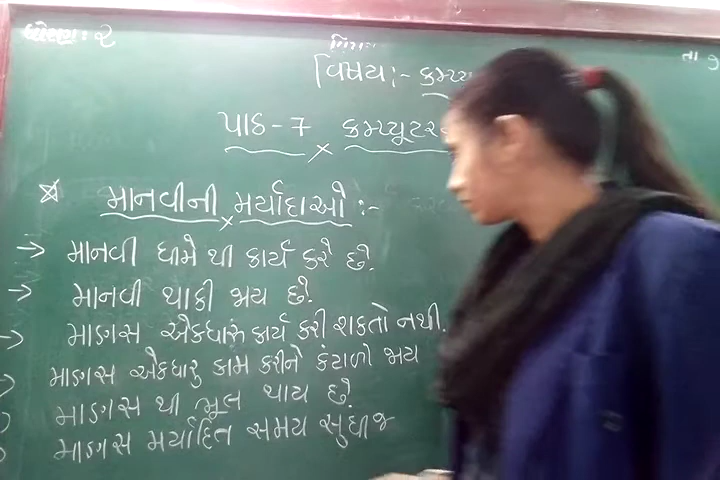 ધોરણ: ૨
વિષય:- કમ્પ્યુ
તા ૭
પાઠ - 7 કમ્પ્યૂટર
માનવીની મર્યાદાઓ :-
→ માનવી ધીમે થી કાર્ય કરે છે.
→ માનવી થાકી જાય છે.
→ માણસ એકધારું કાર્ય કરી શકતો નથી.
માણસ એકધારુ કામ કરીને કંટાળી જાય
માણસ થી ભૂલ થાય છે.
માણસ મર્યાદિત સમય સુધીજ